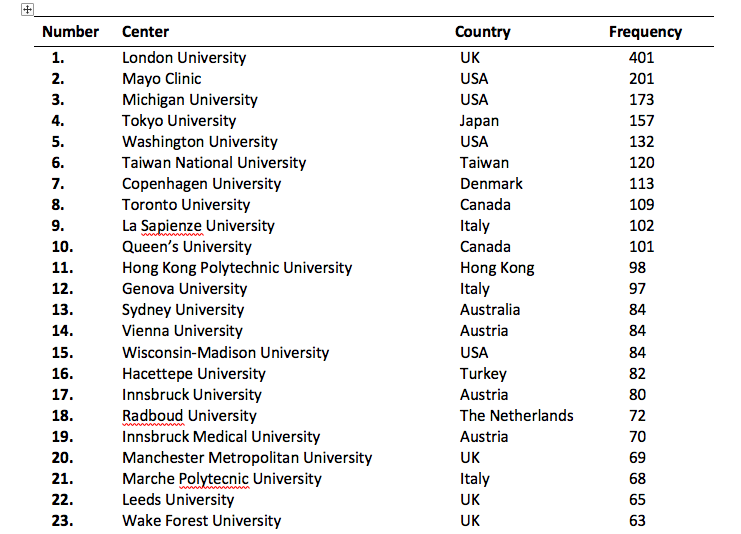 Number Center Country Frequency
1. London University UK 401
2. Mayo Clinic USA 201
3. Michigan University USA 173
4. Tokyo University Japan 157
5. Washington University USA 132
6. Taiwan National University Taiwan 120
7. Copenhagen University Denmark 113
8. Toronto University Canada 109
9. La Sapienze University Italy 102
10. Queen’s University Canada 101
11. Hong Kong Polytechnic University Hong Kong 98
12. Genova University Italy 97
13. Sydney University Australia 84
14. Vienna University Austria 84
15. Wisconsin-Madison University USA 84
16. Hacettepe University Turkey 82
17. Innsbruck University Austria 80
18. Radboud University The Netherlands 72
19. Innsbruck Medical University Austria 70
20. Manchester Metropolitan University UK 69
21. Marche Polytecnic University Italy 68
22. Leeds University UK 65
23. Wake Forest University UK 63